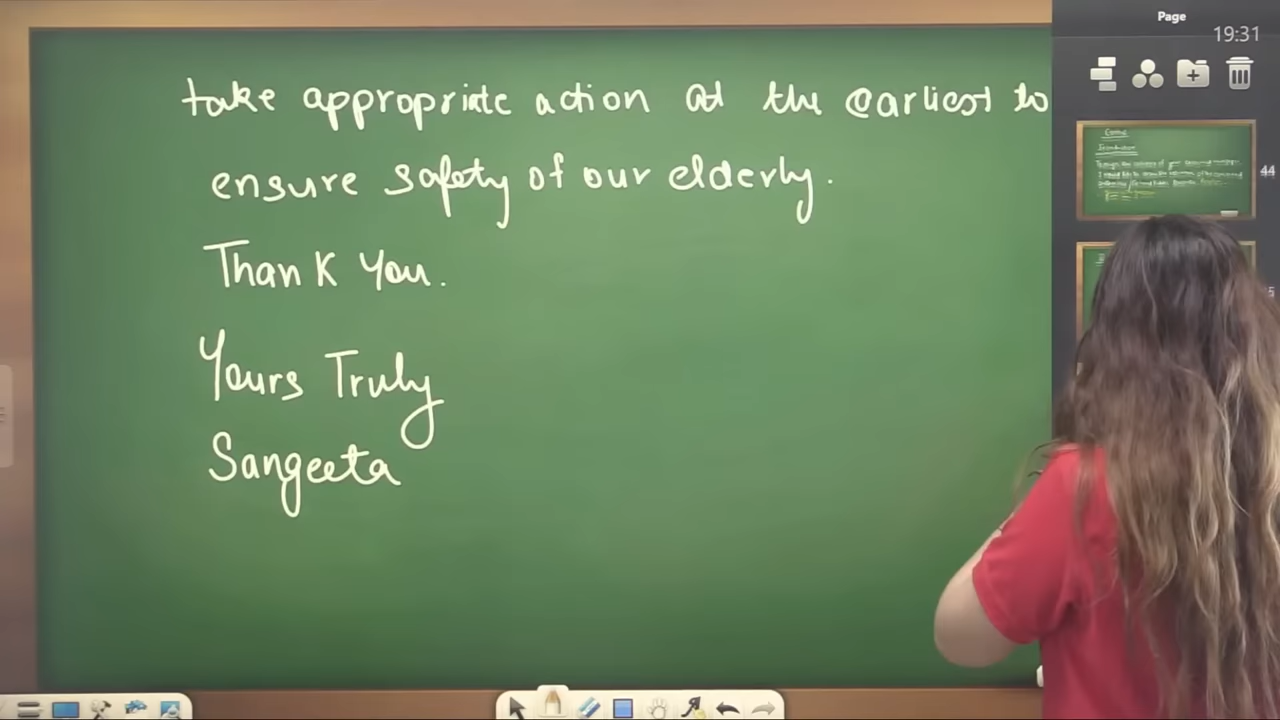 Page
19:31
take appropriate action at the earliest to
ensure safety of our elderly.
Thank You.
Yours Truly
Sangeeta
44